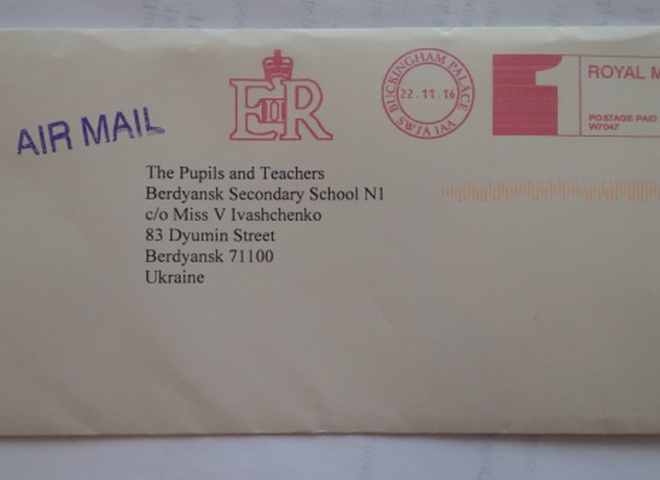 AIR MAIL
EIIR
BUCKINGHAM PALACE
22.11.16
SW1A 1AA
1
ROYAL M
POSTAGE PAID
W7047
The Pupils and Teachers
Berdyansk Secondary School N1
c/o Miss V Ivashchenko
83 Dyumin Street
Berdyansk 71100
Ukraine